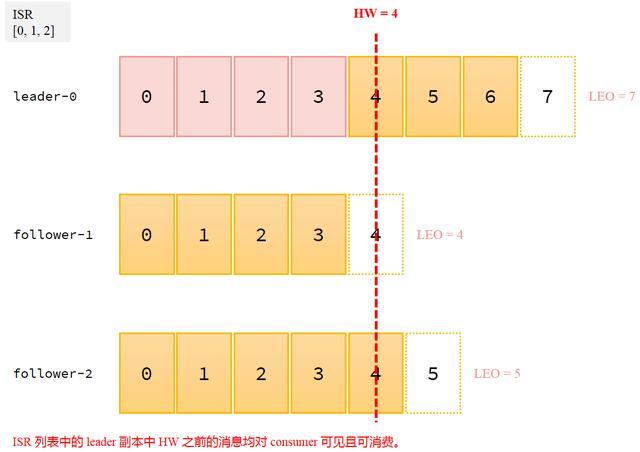 ISR
[0, 1, 2]
HW = 4
leader-0
0 1 2 3 4 5 6 7
LEO = 7
follower-1
0 1 2 3 4
LEO = 4
follower-2
0 1 2 3 4 5
LEO = 5
ISR 列表中的 leader 副本中 HW 之前的消息均对 consumer 可见且可消费。